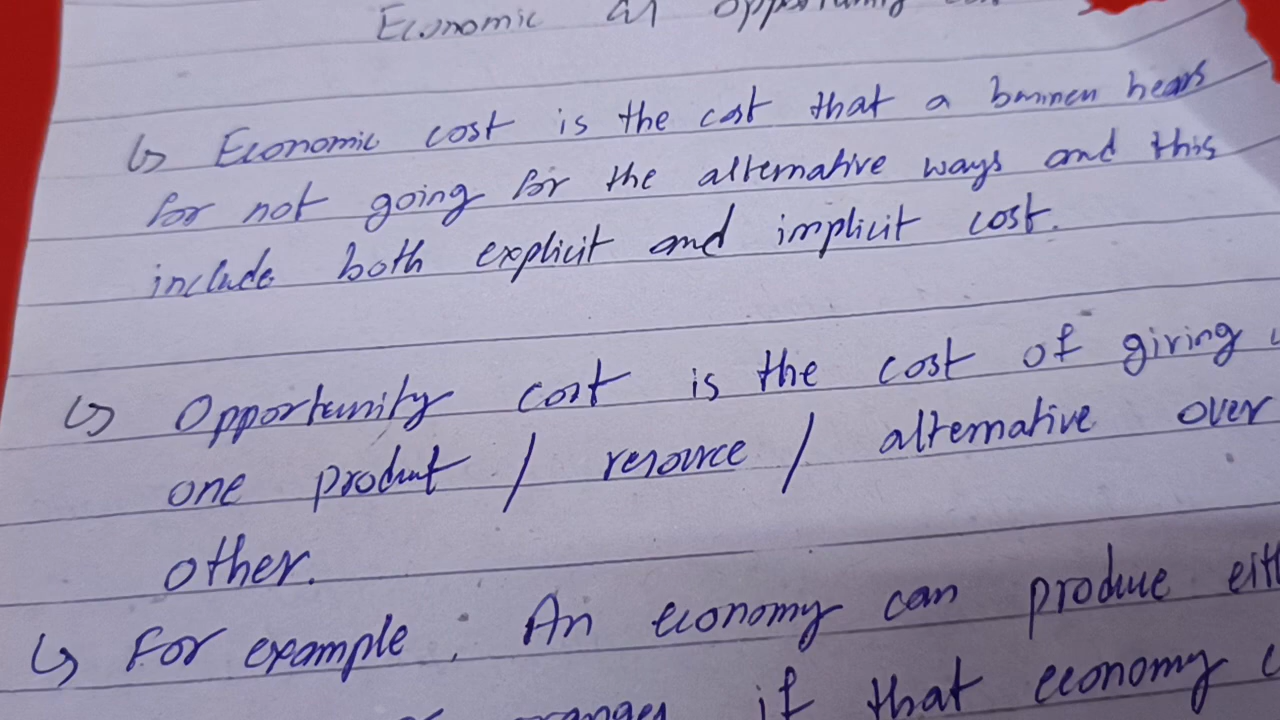 Economic as opportunity
↳ Economic cost is the cost that a business bears
for not going for the alternative ways and this
include both explicit and implicit cost.
↳ Opportunity cost is the cost of giving
one product / resource / alternative over
other.
↳ For example, An economy can produce
if that economy